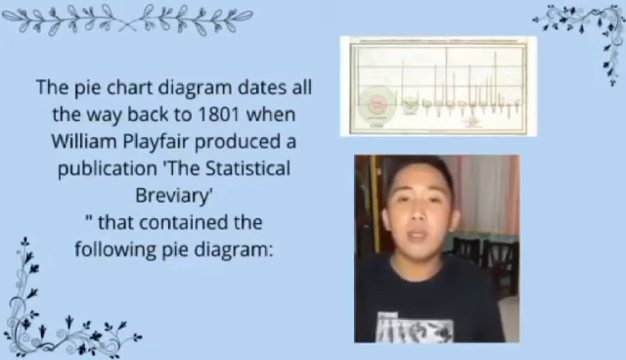 The pie chart diagram dates all
the way back to 1801 when
William Playfair produced a
publication 'The Statistical
Breviary'
" that contained the
following pie diagram: